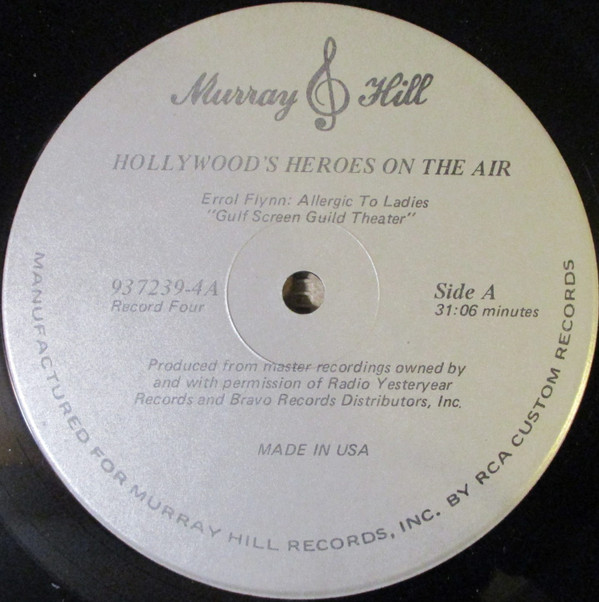 Murray Hill
HOLLYWOOD'S HEROES ON THE AIR
Errol Flynn: Allergic To Ladies
"Gulf Screen Guild Theater"
937239-4A
Record Four
Side A
31:06 minutes
Produced from master recordings owned by
and with permission of Radio Yesteryear
Records and Bravo Records Distributors, Inc.
MADE IN USA
MANUFACTURED FOR MURRAY HILL RECORDS, INC. BY RCA CUSTOM RECORDS